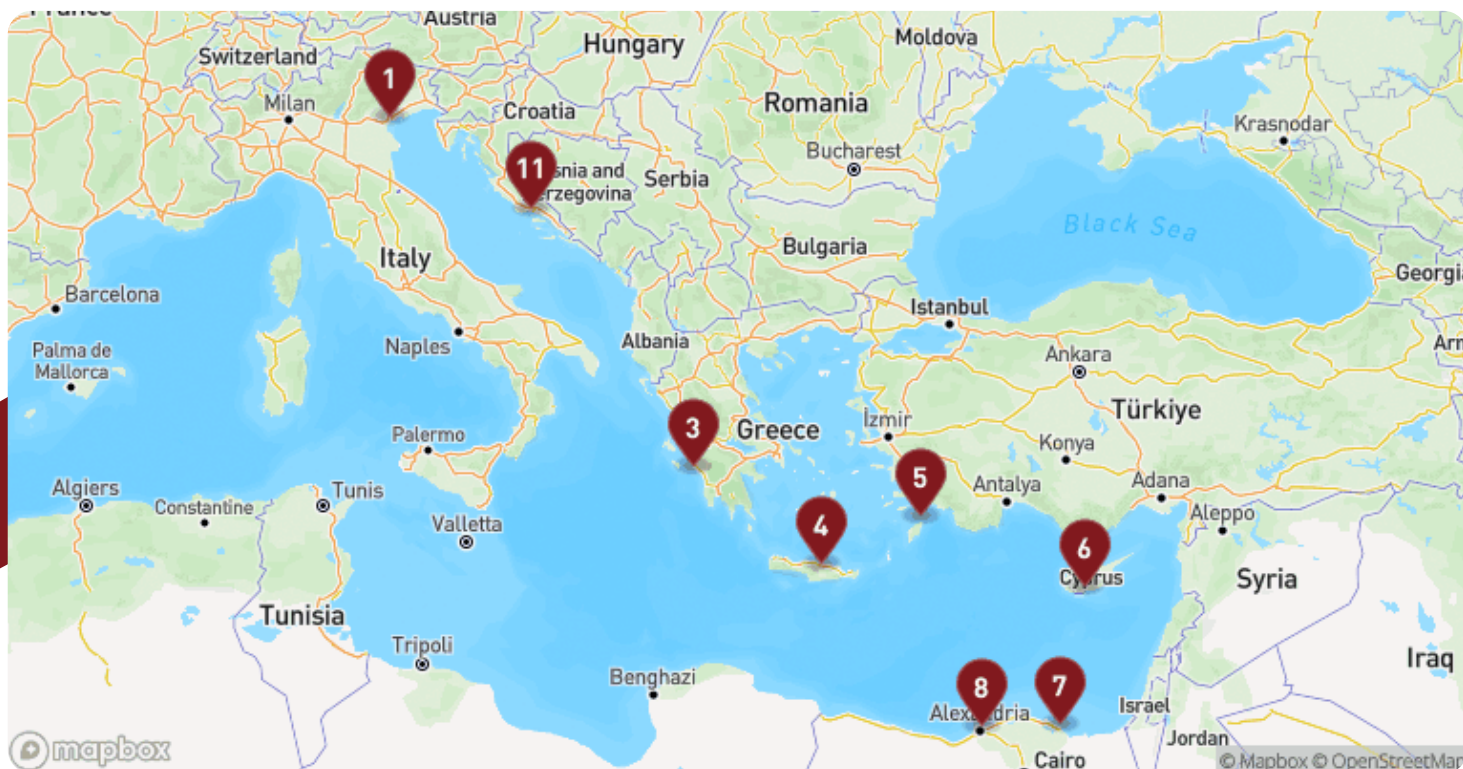 France
Austria
Switzerland
Hungary
Moldova
1
Milan
Croatia
Romania
Krasnodar
Bucharest
11
snia and
erzegovina
Serbia
Black Sea
Bulgaria
Italy
Georgia
Barcelona
Istanbul
Naples
Albania
Palma de
Mallorca
Ankara
Arm
Türkiye
3
Greece
İzmir
Palermo
Konya
5
Algiers
Tunis
Antalya
Adana
Constantine
Valletta
4
Aleppo
6
Cyprus
Syria
Tunisia
Tripoli
Iraq
Benghazi
8
7
Alexandria
Israel
Jordan
mapbox
Cairo
© Mapbox © OpenStreetMap